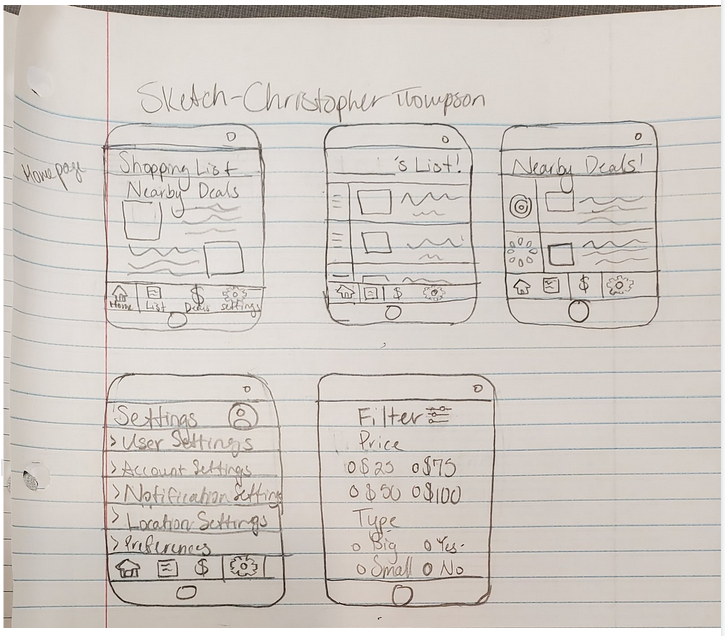 Sketch-Christopher Thompson
Home page
Shopping List
Nearby Deals
Home List Deals settings
's List!
$
Nearby Deals!
$
Settings
> User Settings
> Account Settings
> Notification Setting
> Location Settings
> Preferences
$
Filter
Price
$25 $75
$50 $100
Type
Big Yes
Small No